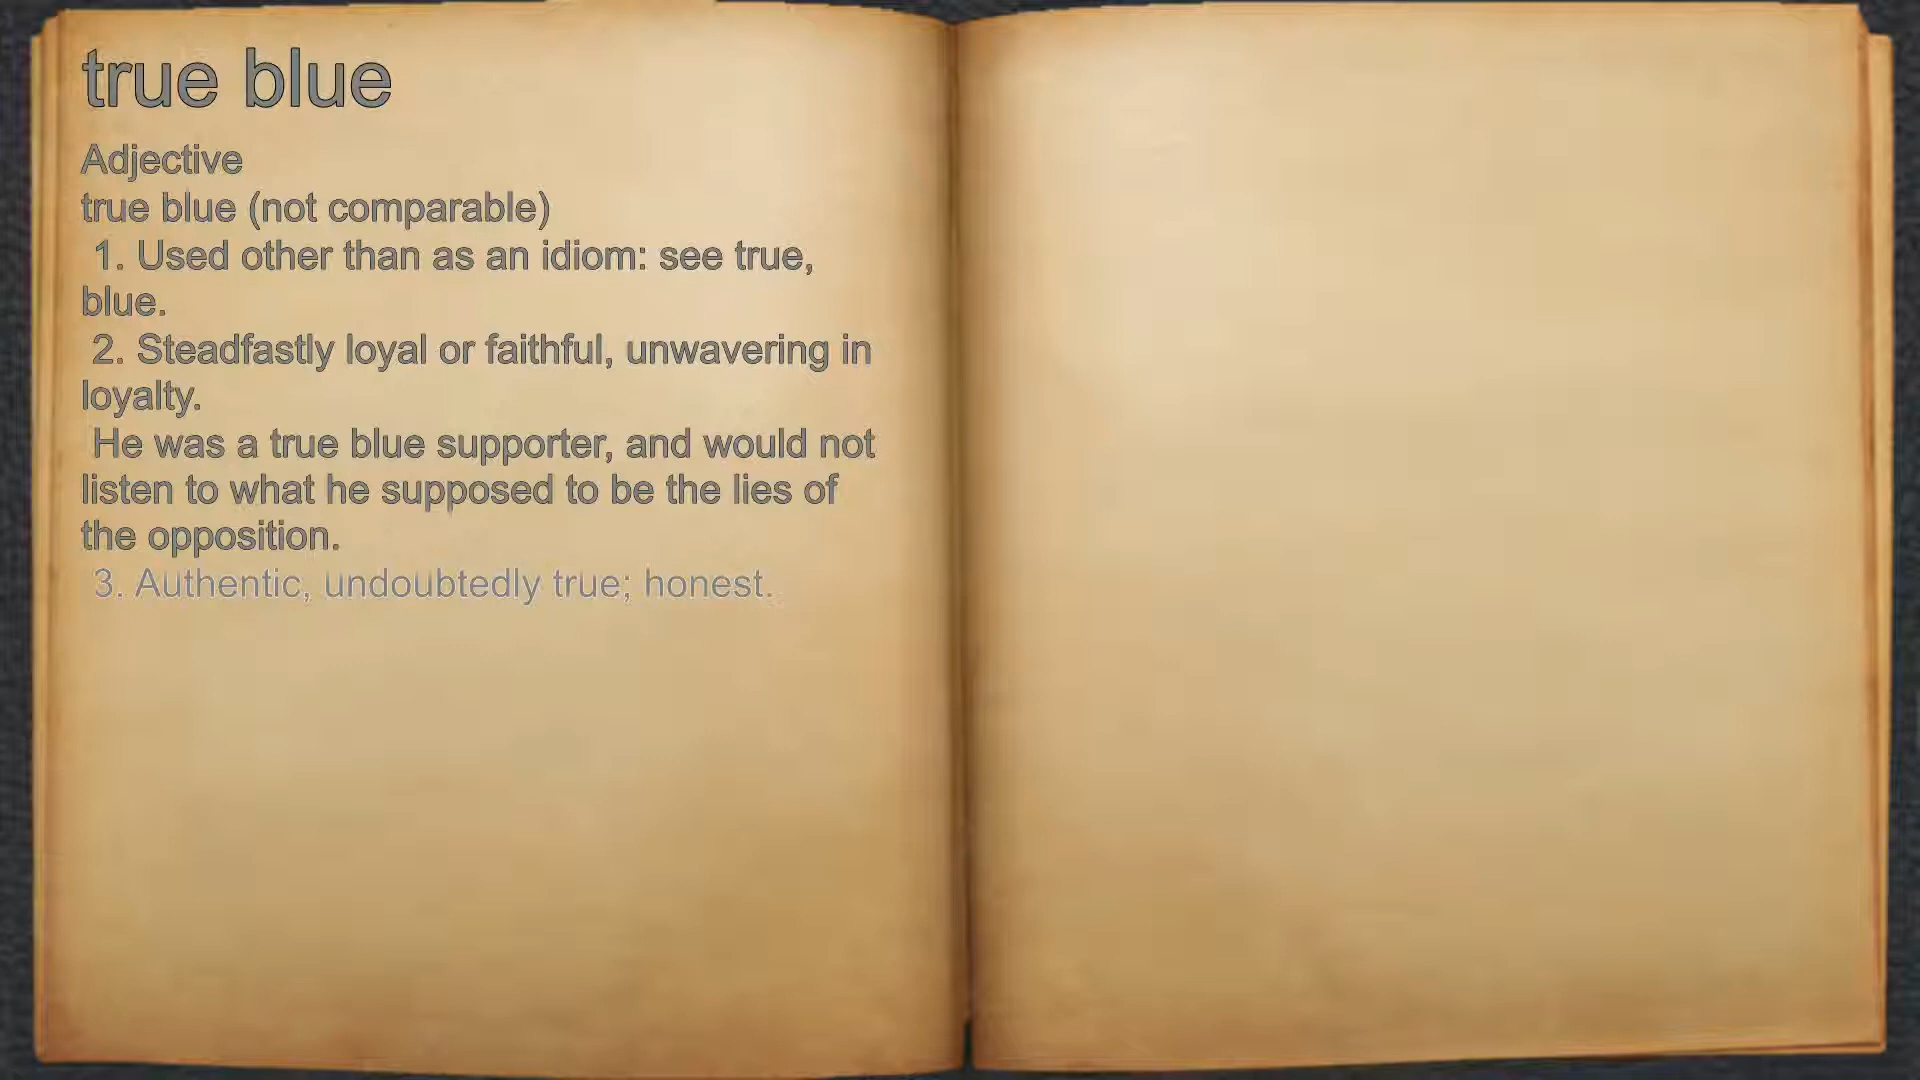 true blue
Adjective
true blue (not comparable)
1. Used other than as an idiom: see true,
blue.
2. Steadfastly loyal or faithful, unwavering in
loyalty.
He was a true blue supporter, and would not
listen to what he supposed to be the lies of
the opposition.
3. Authentic, undoubtedly true; honest.